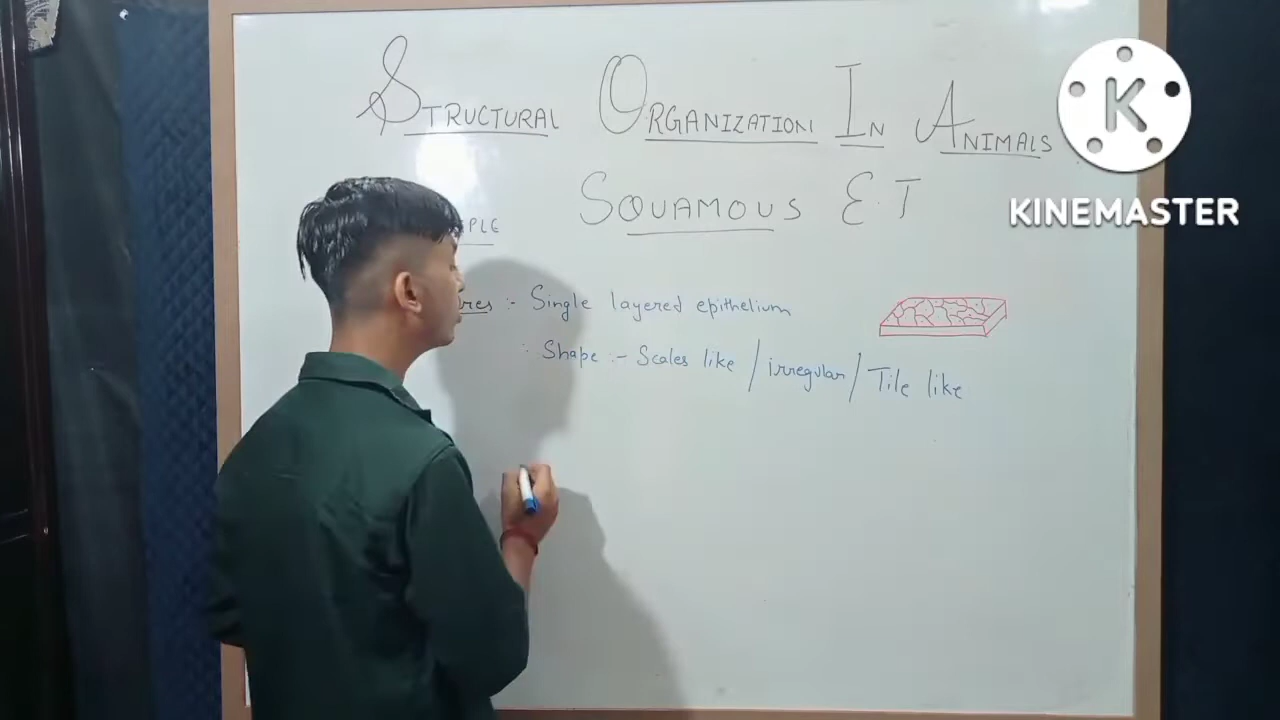 STRUCTURAL ORGANIZATION IN ANIMALS
SQUAMOUS E.T
:- Single layered epithelium
: Shape :- Scales like / irregular / Tile like
KINEMASTER